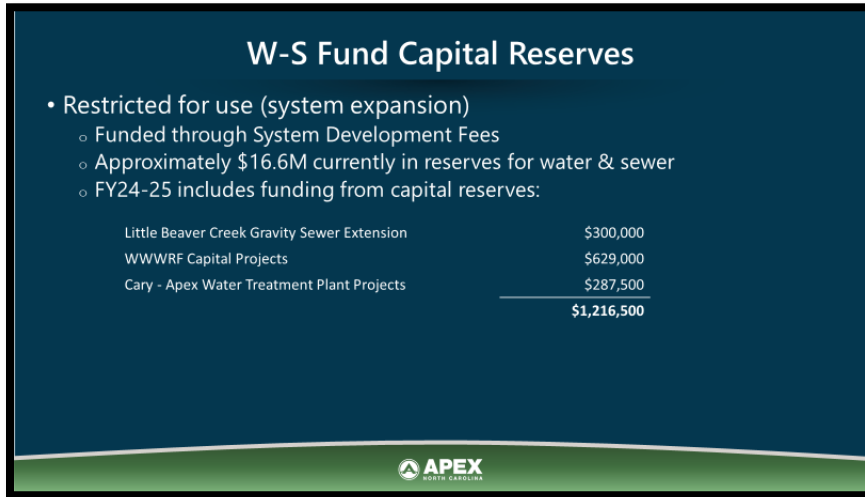 W-S Fund Capital Reserves
• Restricted for use (system expansion)
o Funded through System Development Fees
o Approximately $16.6M currently in reserves for water & sewer
o FY24-25 includes funding from capital reserves:
Little Beaver Creek Gravity Sewer Extension $300,000
WWWRF Capital Projects $629,000
Cary - Apex Water Treatment Plant Projects $287,500
$1,216,500
APEX
NORTH CAROLINA